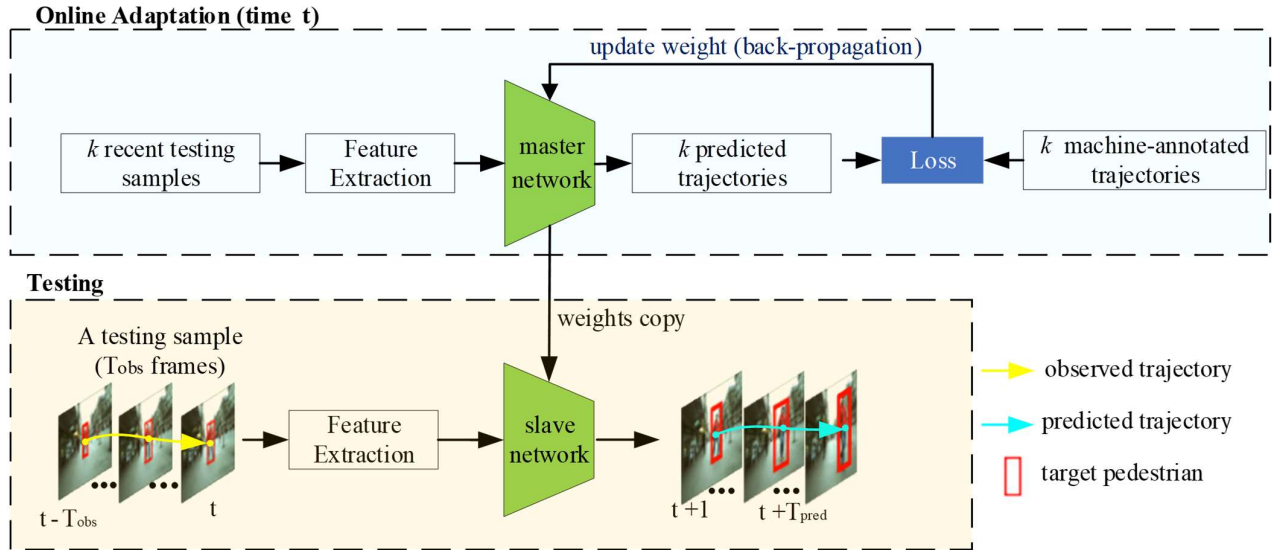 Online Adaptation (time t)
update weight (back-propagation)
k recent testing
samples
Feature
Extraction
master
network
k predicted
trajectories
Loss
k machine-annotated
trajectories
Testing
weights copy
A testing sample
(Tobs frames)
t - Tobs
t
Feature
Extraction
slave
network
t +1
t +Tpred
observed trajectory
predicted trajectory
target pedestrian